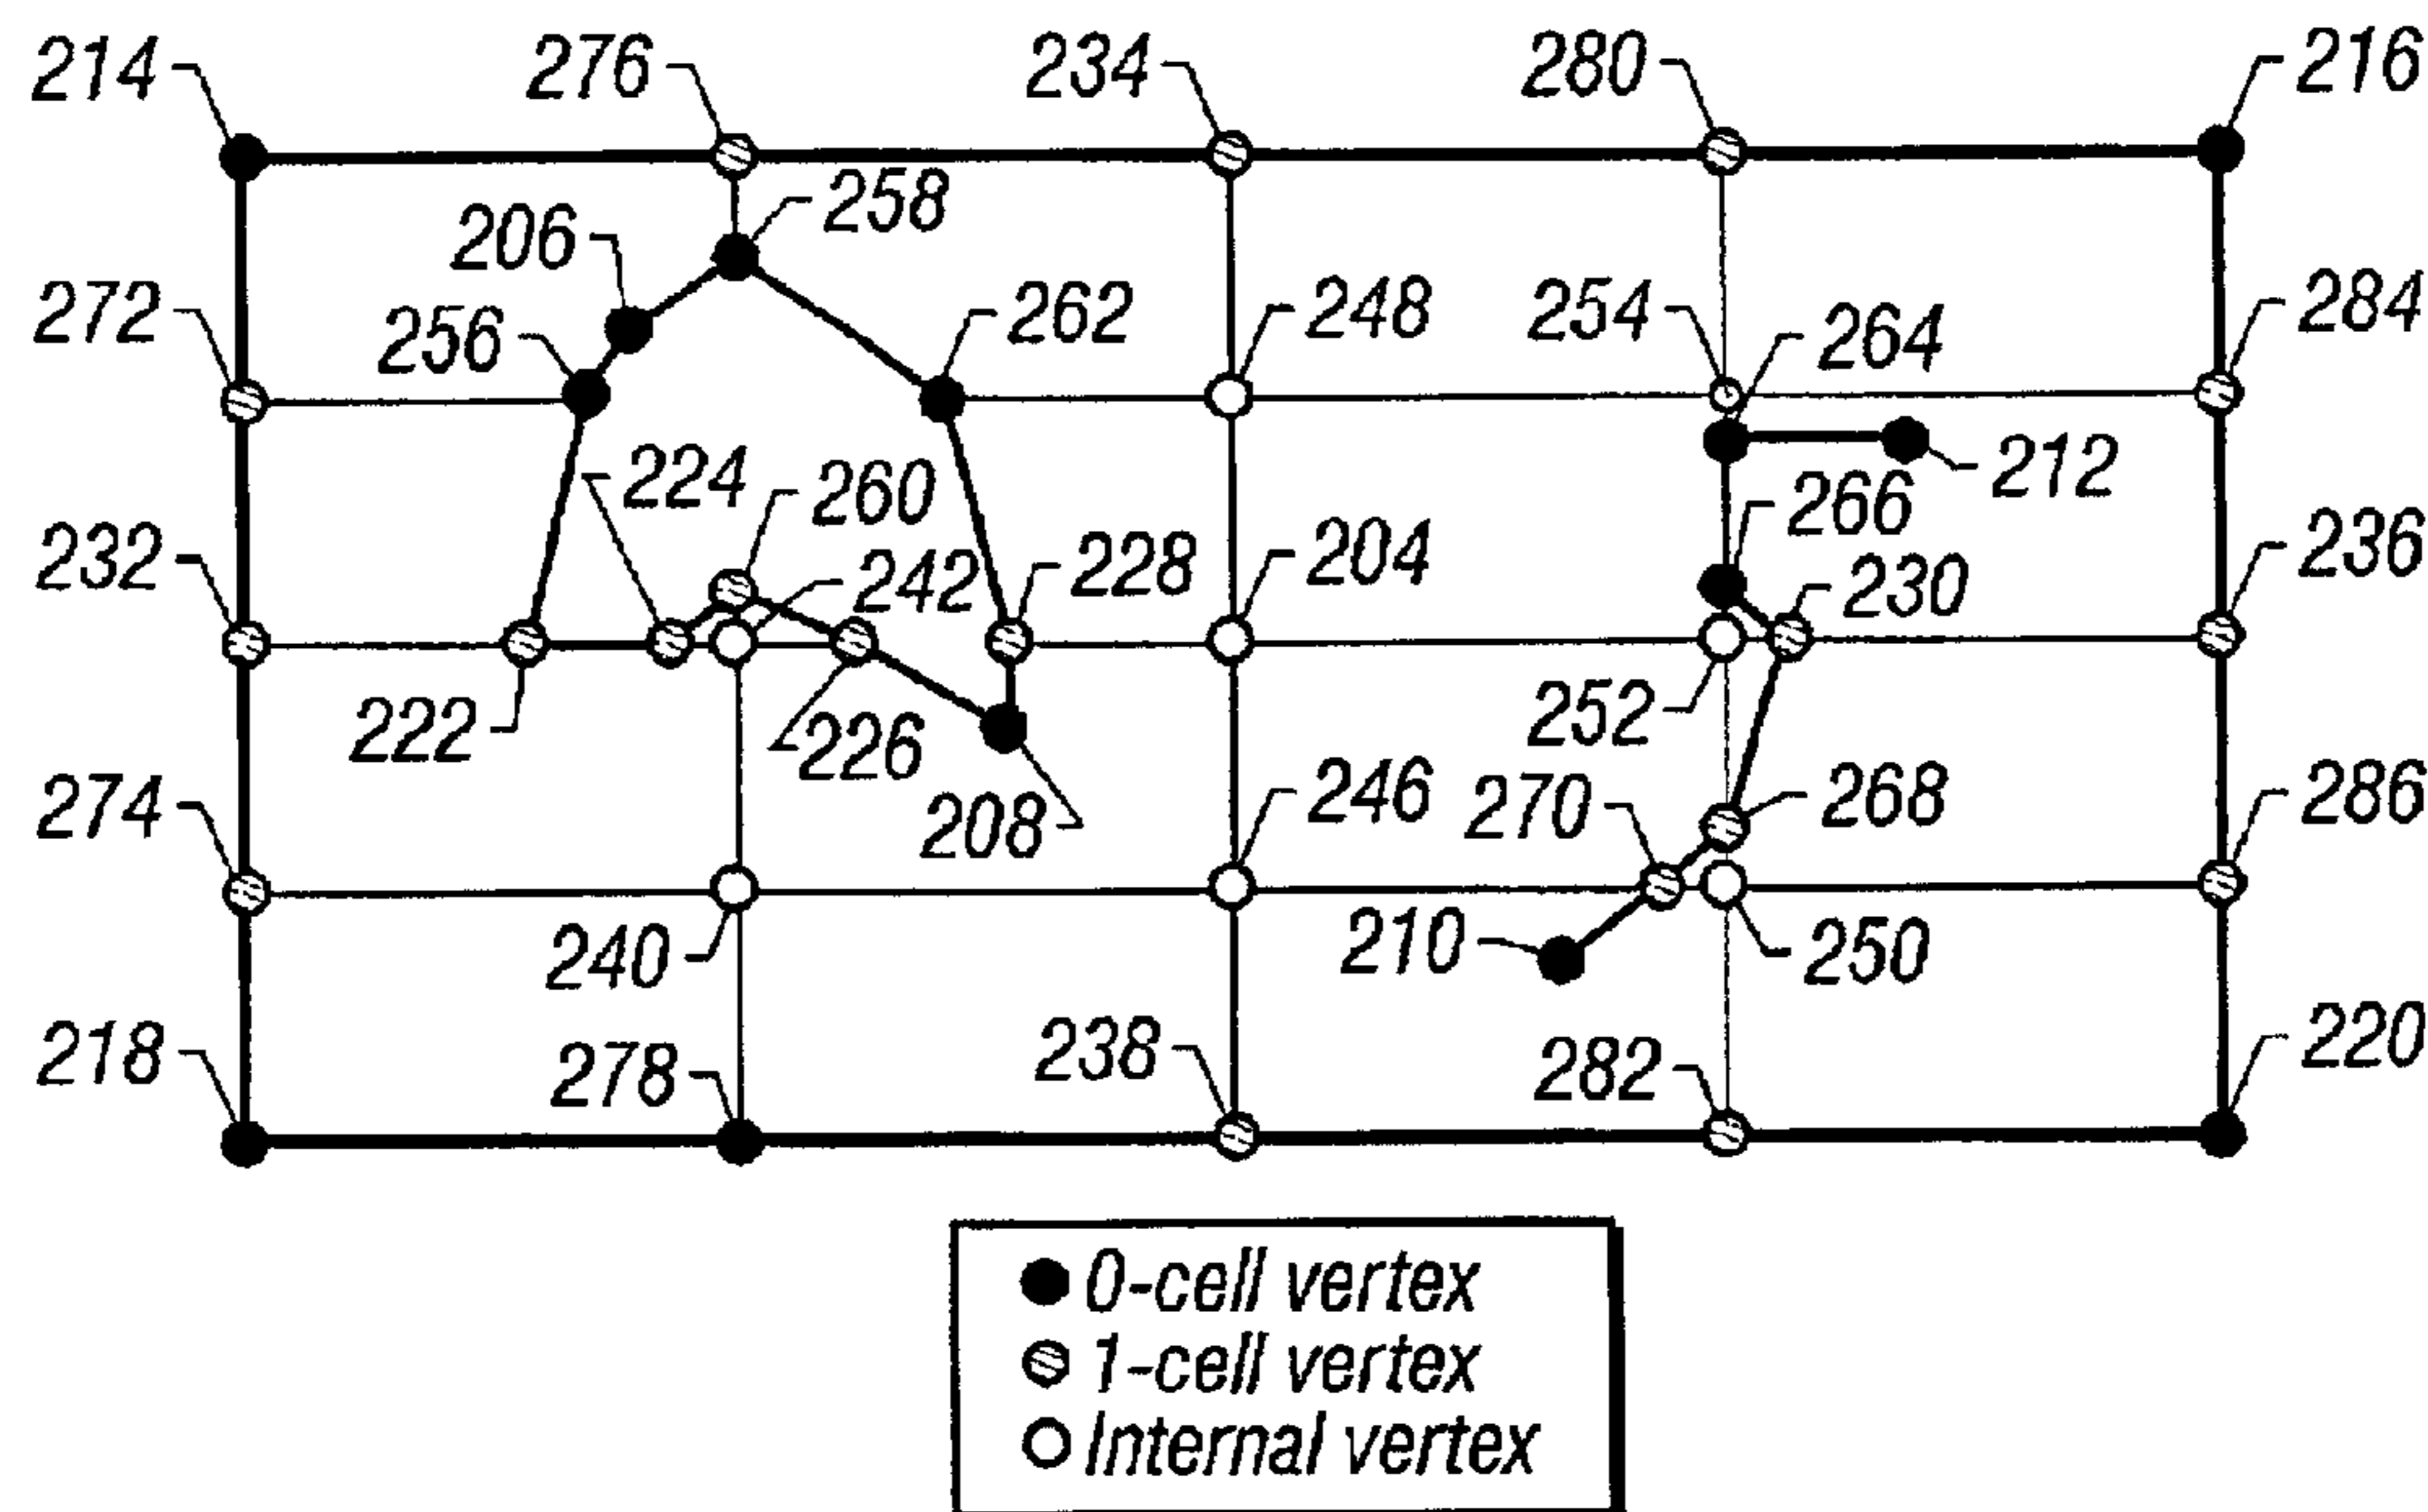 214 276 234 280 216
206 258
272 256 262 248 254 264 284
224 260 212
266
232 242 228 204 230 236
222 226 252
274 208 246 270 268 286
240 210 250
218 278 238 282 220
0-cell vertex
1-cell vertex
Internal vertex